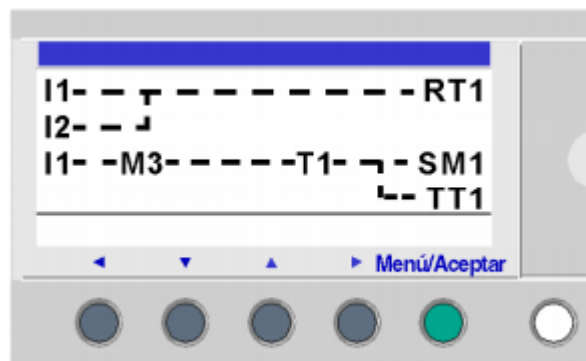 I1- - - - - - - - - RT1
I2- - -
I1- -M3- - - - -T1- - - SM1
-- TT1
Menú/Aceptar